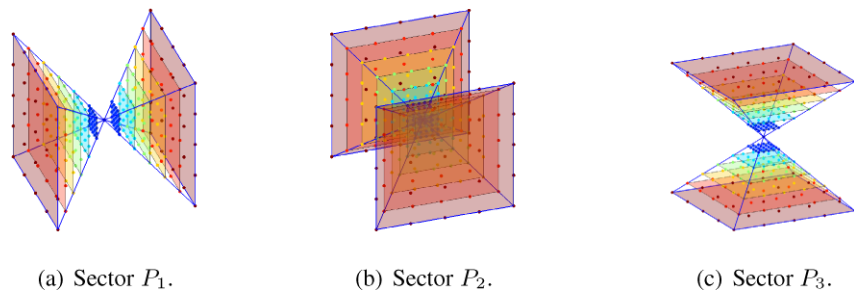 (a) Sector P₁.
(b) Sector P₂.
(c) Sector P₃.